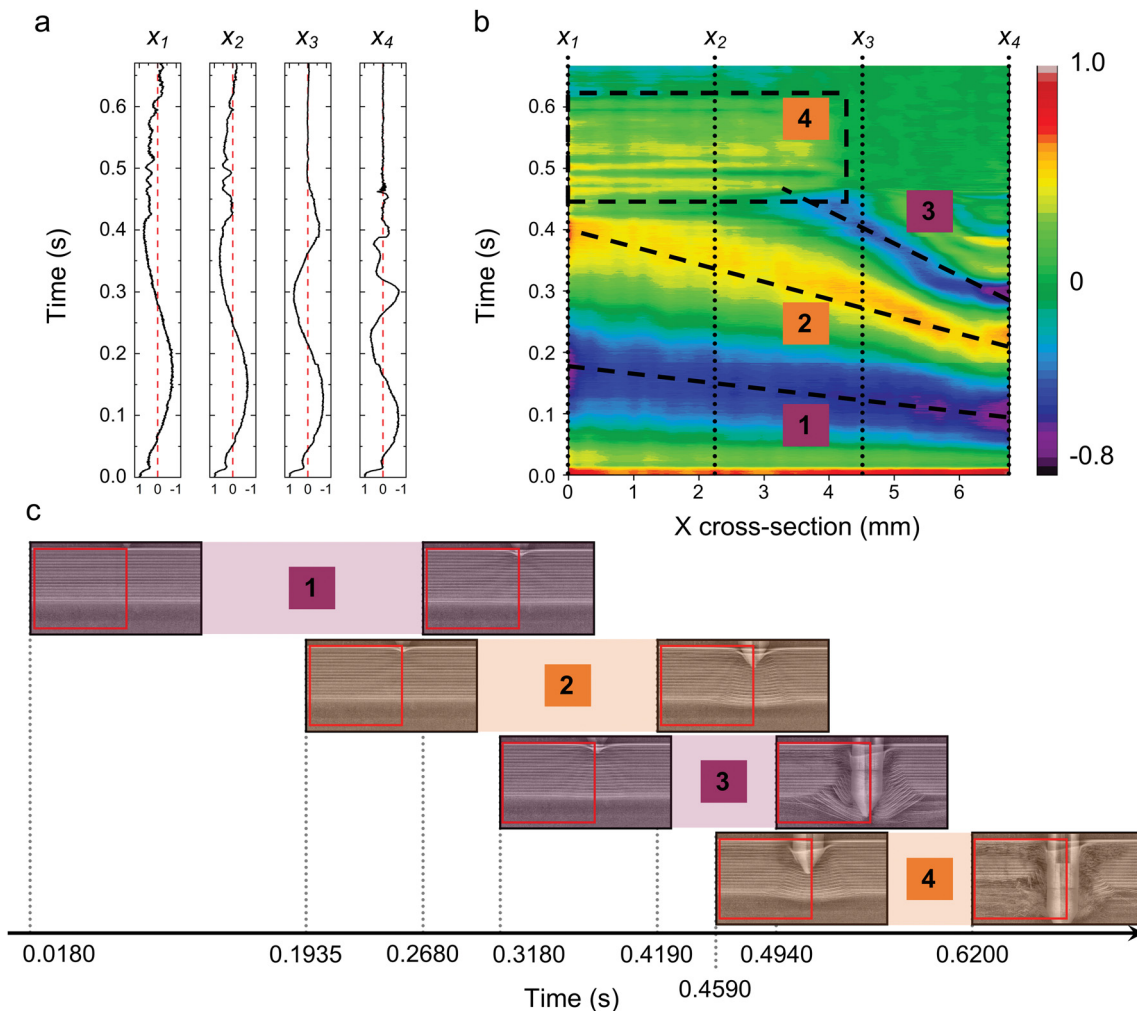 a
x1 x2 x3 x4
Time (s)
0.6
0.5
0.4
0.3
0.2
0.1
0.0
1 0 -1 1 0 -1 1 0 -1 1 0 -1
b
x1 x2 x3 x4
Time (s)
0.6
0.5
0.4
0.3
0.2
0.1
0.0
4
3
2
1
0 1 2 3 4 5 6
X cross-section (mm)
1.0
0
-0.8
c
1
2
3
4
0.0180 0.1935 0.2680 0.3180 0.4190 0.4940 0.6200
0.4590
Time (s)